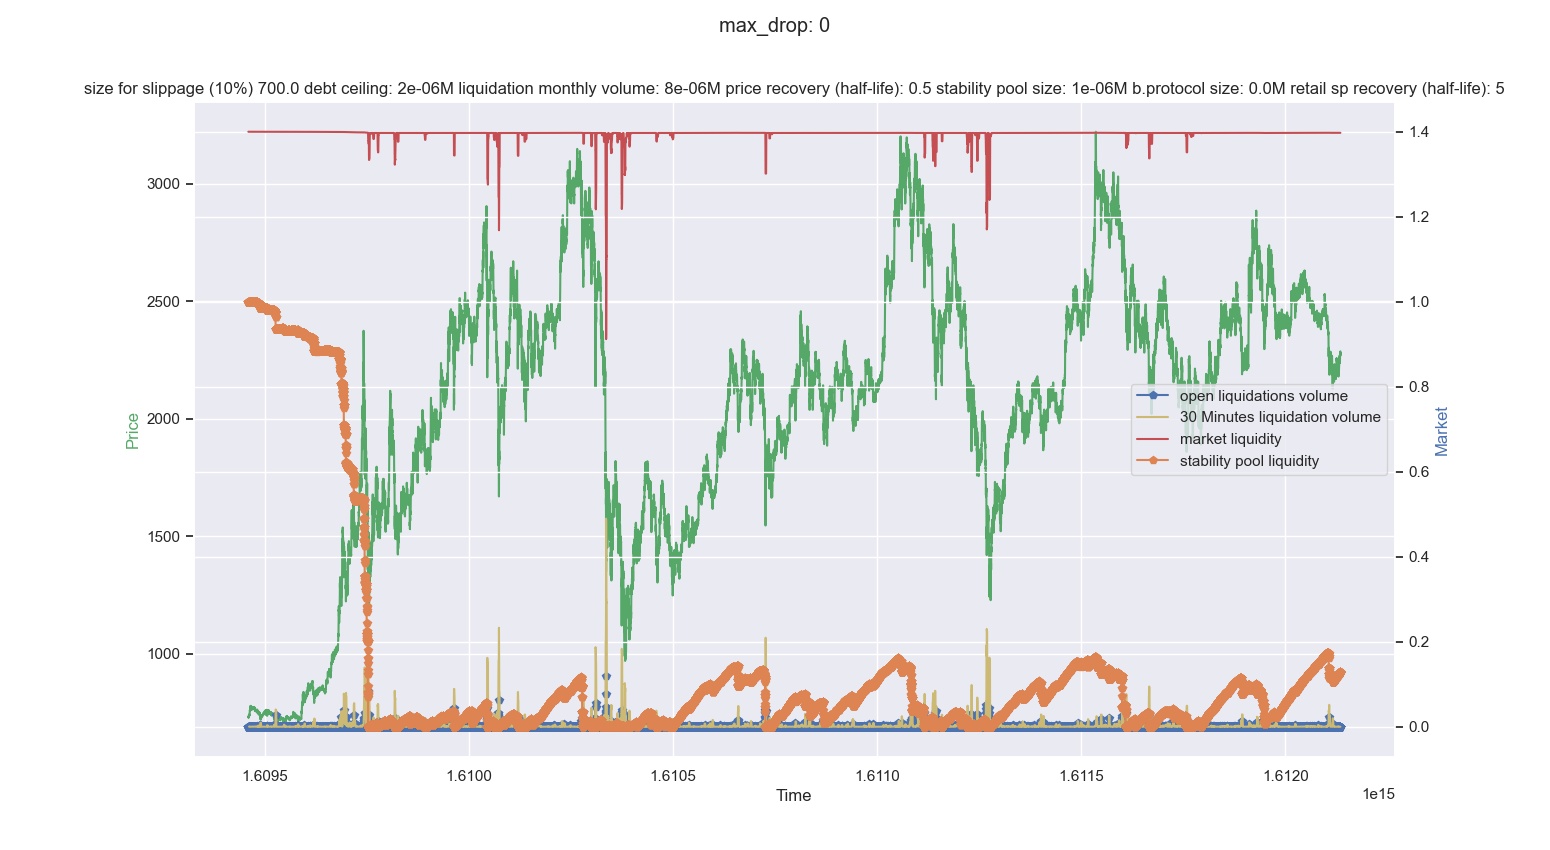 max_drop: 0
size for slippage (10%) 700.0 debt ceiling: 2e-06M liquidation monthly volume: 8e-06M price recovery (half-life): 0.5 stability pool size: 1e-06M b.protocol size: 0.0M retail sp recovery (half-life): 5
3000
2500
2000
1500
1000
Price
1.4
1.2
1.0
0.8
0.6
0.4
0.2
0.0
Market
open liquidations volume
30 Minutes liquidation volume
market liquidity
stability pool liquidity
1.6095
1.6100
1.6105
1.6110
1.6115
1.6120
1e15
Time